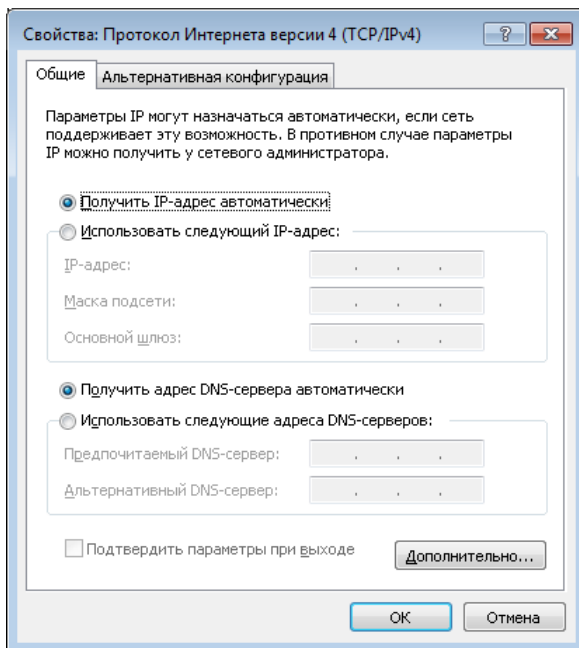 Свойства: Протокол Интернета версии 4 (TCP/IPv4)
Общие
Альтернативная конфигурация
Параметры IP могут назначаться автоматически, если сеть
поддерживает эту возможность. В противном случае параметры
IP можно получить у сетевого администратора.
Получить IP-адрес автоматически
Использовать следующий IP-адрес:
IP-адрес:
Маска подсети:
Основной шлюз:
Получить адрес DNS-сервера автоматически
Использовать следующие адреса DNS-серверов:
Предпочитаемый DNS-сервер:
Альтернативный DNS-сервер:
Подтвердить параметры при выходе
Дополнительно...
ОК
Отмена